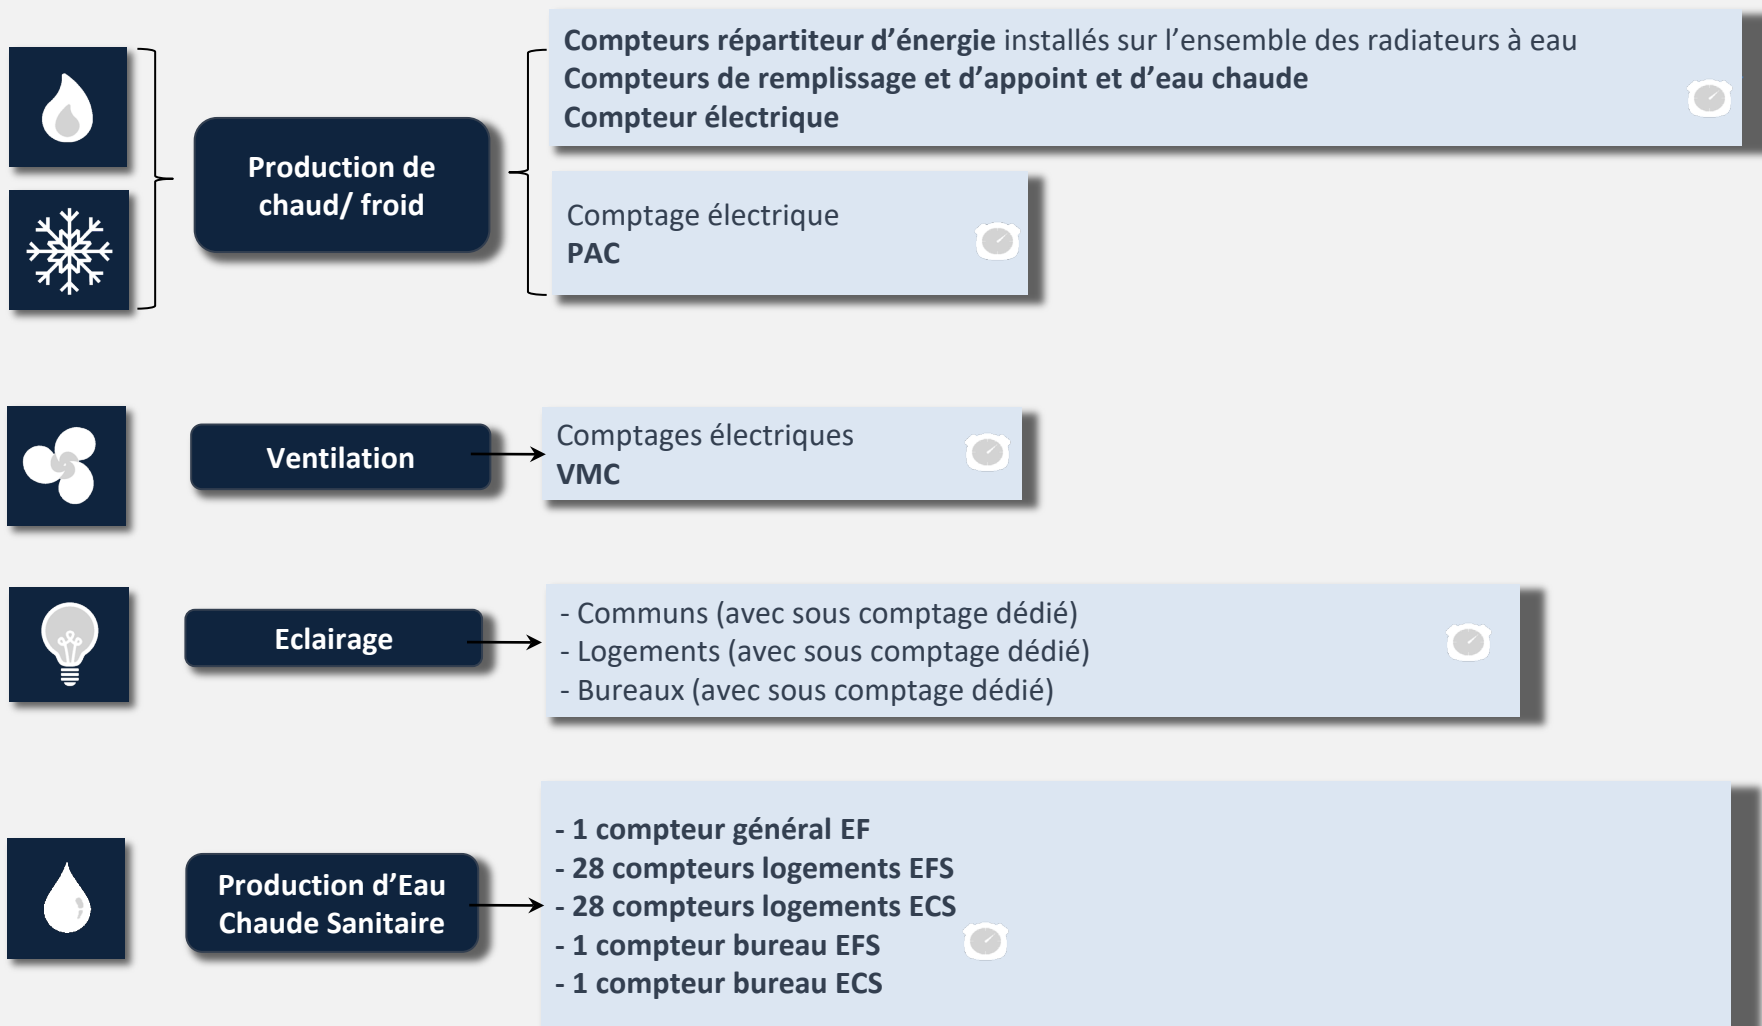 Compteurs répartiteur d’énergie installés sur l’ensemble des radiateurs à eau
Compteurs de remplissage et d’appoint et d’eau chaude
Compteur électrique
Production de
chaud/ froid
Comptage électrique
PAC
Ventilation
Comptages électriques
VMC
Eclairage
- Communs (avec sous comptage dédié)
- Logements (avec sous comptage dédié)
- Bureaux (avec sous comptage dédié)
Production d’Eau
Chaude Sanitaire
- 1 compteur général EF
- 28 compteurs logements EFS
- 28 compteurs logements ECS
- 1 compteur bureau EFS
- 1 compteur bureau ECS